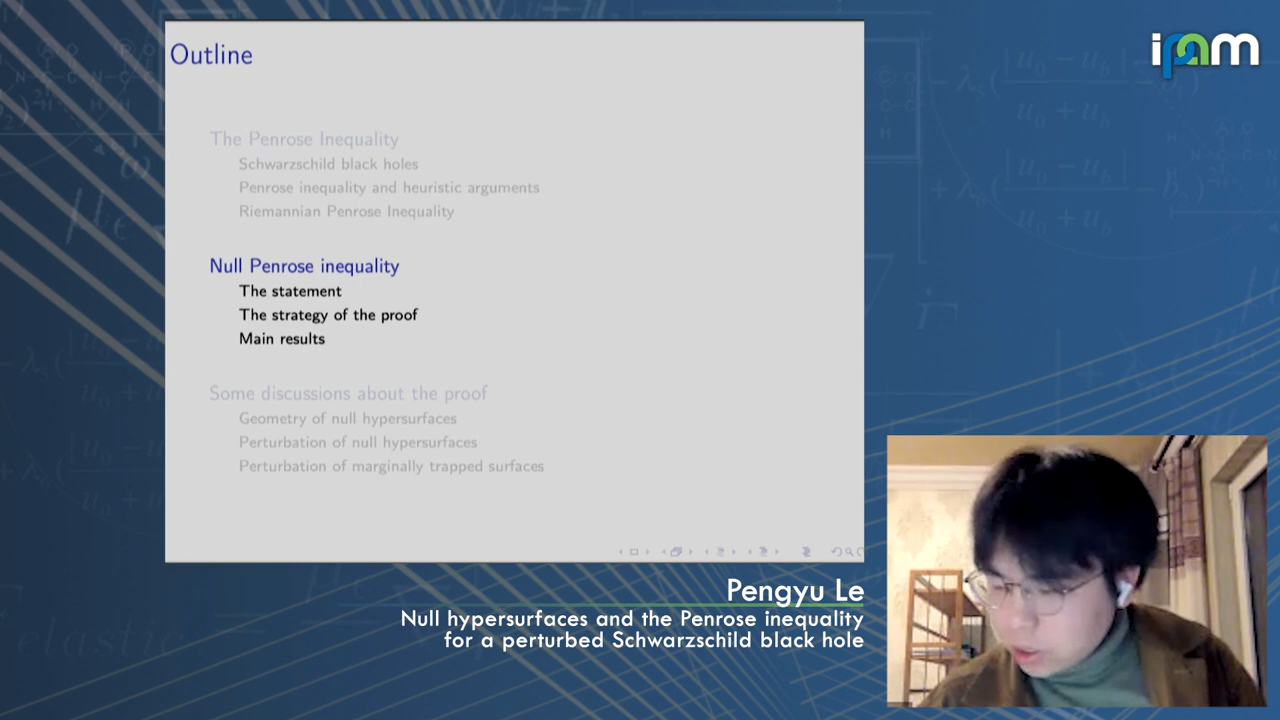 Outline
ipam
The Penrose Inequality
Schwarzschild black holes
Penrose inequality and heuristic arguments
Riemannian Penrose Inequality
Null Penrose inequality
The statement
The strategy of the proof
Main results
Some discussions about the proof
Geometry of null hypersurfaces
Perturbation of null hypersurfaces
Perturbation of marginally trapped surfaces
Pengyu Le
Null hypersurfaces and the Penrose inequality
for a perturbed Schwarzschild black hole
elastic